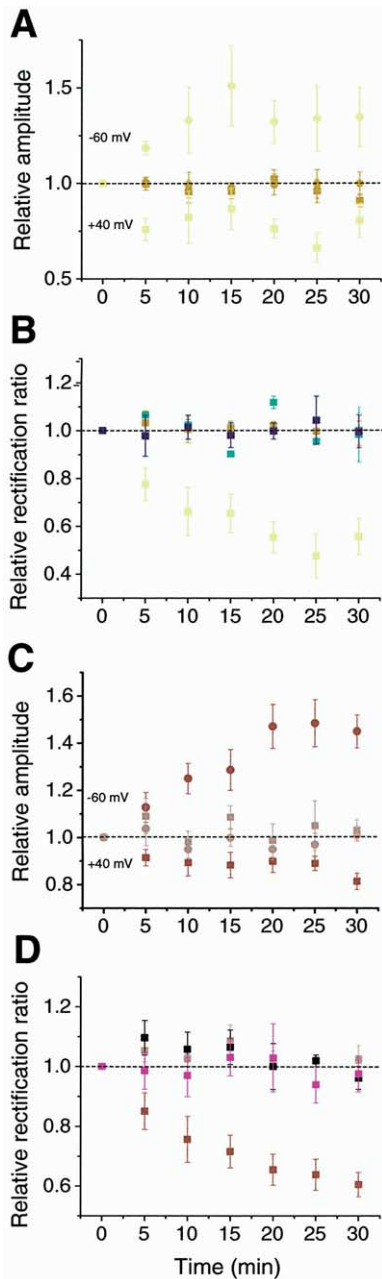 A
Relative amplitude
1.5
1.0
0.5
-60 mV
+40 mV
0 5 10 15 20 25 30
B
Relative rectification ratio
1.2
1.0
0.8
0.6
0.4
0 5 10 15 20 25 30
C
Relative amplitude
1.6
1.4
1.2
1.0
0.8
-60 mV
+40 mV
0 5 10 15 20 25 30
D
Relative rectification ratio
1.2
1.0
0.8
0.6
0 5 10 15 20 25 30
Time (min)